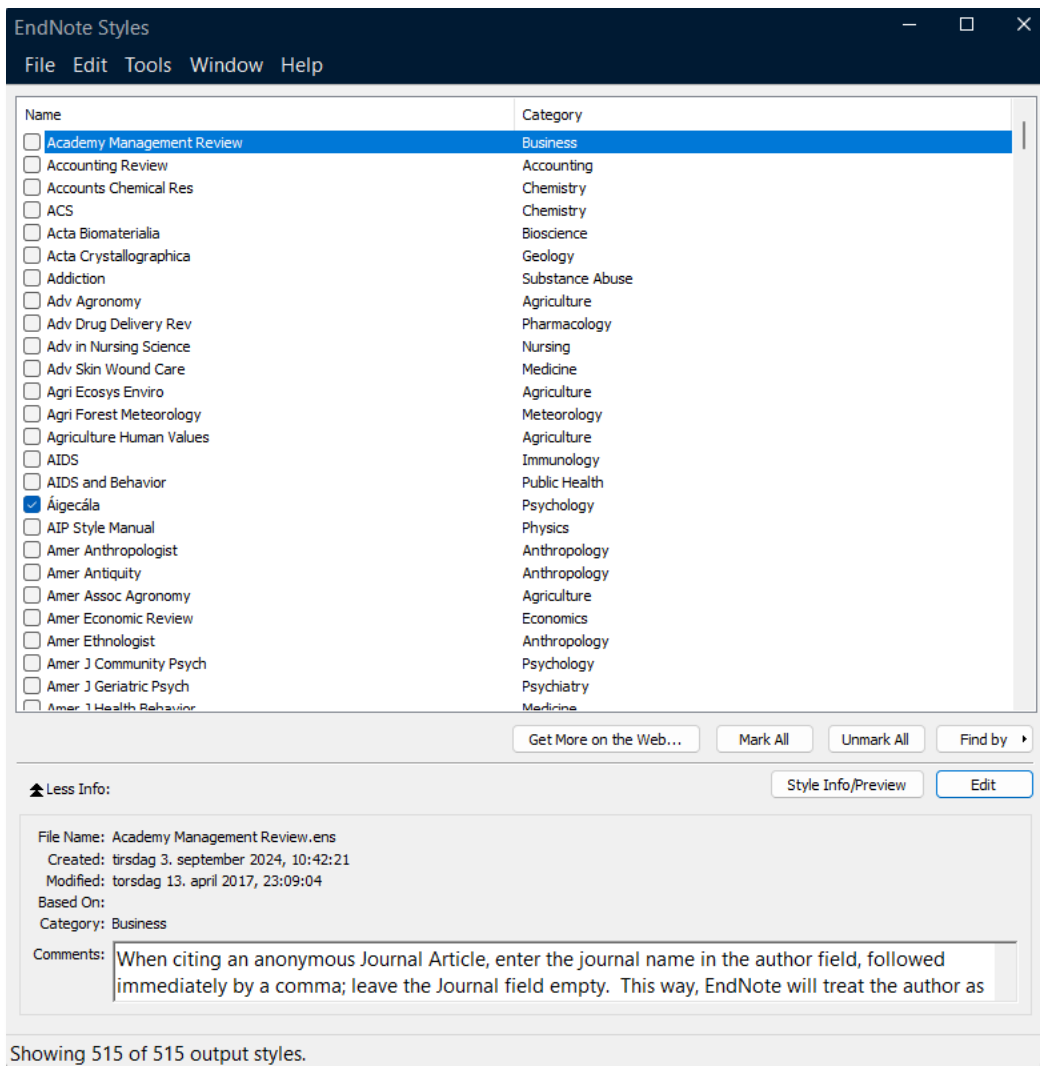 EndNote Styles
File Edit Tools Window Help
Name Category
Academy Management Review Business
Accounting Review Accounting
Accounts Chemical Res Chemistry
ACS Chemistry
Acta Biomaterialia Bioscience
Acta Crystallographica Geology
Addiction Substance Abuse
Adv Agronomy Agriculture
Adv Drug Delivery Rev Pharmacology
Adv in Nursing Science Nursing
Adv Skin Wound Care Medicine
Agri Ecosys Enviro Agriculture
Agri Forest Meteorology Meteorology
Agriculture Human Values Agriculture
AIDS Immunology
AIDS and Behavior Public Health
Áigecála Psychology
AIP Style Manual Physics
Amer Anthropologist Anthropology
Amer Antiquity Anthropology
Amer Assoc Agronomy Agriculture
Amer Economic Review Economics
Amer Ethnologist Anthropology
Amer J Community Psych Psychology
Amer J Geriatric Psych Psychiatry
Amer J Health Behavior Medicine
Get More on the Web... Mark All Unmark All Find by
Less Info: Style Info/Preview Edit
File Name: Academy Management Review.ens
Created: tirsdag 3. september 2024, 10:42:21
Modified: torsdag 13. april 2017, 23:09:04
Based On:
Category: Business
Comments: When citing an anonymous Journal Article, enter the journal name in the author field, followed
immediately by a comma; leave the Journal field empty.  This way, EndNote will treat the author as
Showing 515 of 515 output styles.